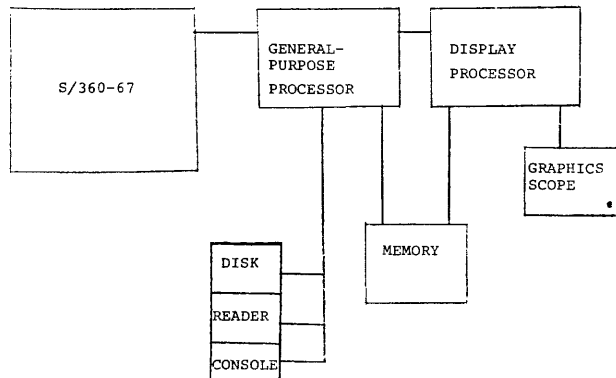 S/360-67
GENERAL-
PURPOSE
PROCESSOR
DISPLAY
PROCESSOR
GRAPHICS
SCOPE
MEMORY
DISK
READER
CONSOLE